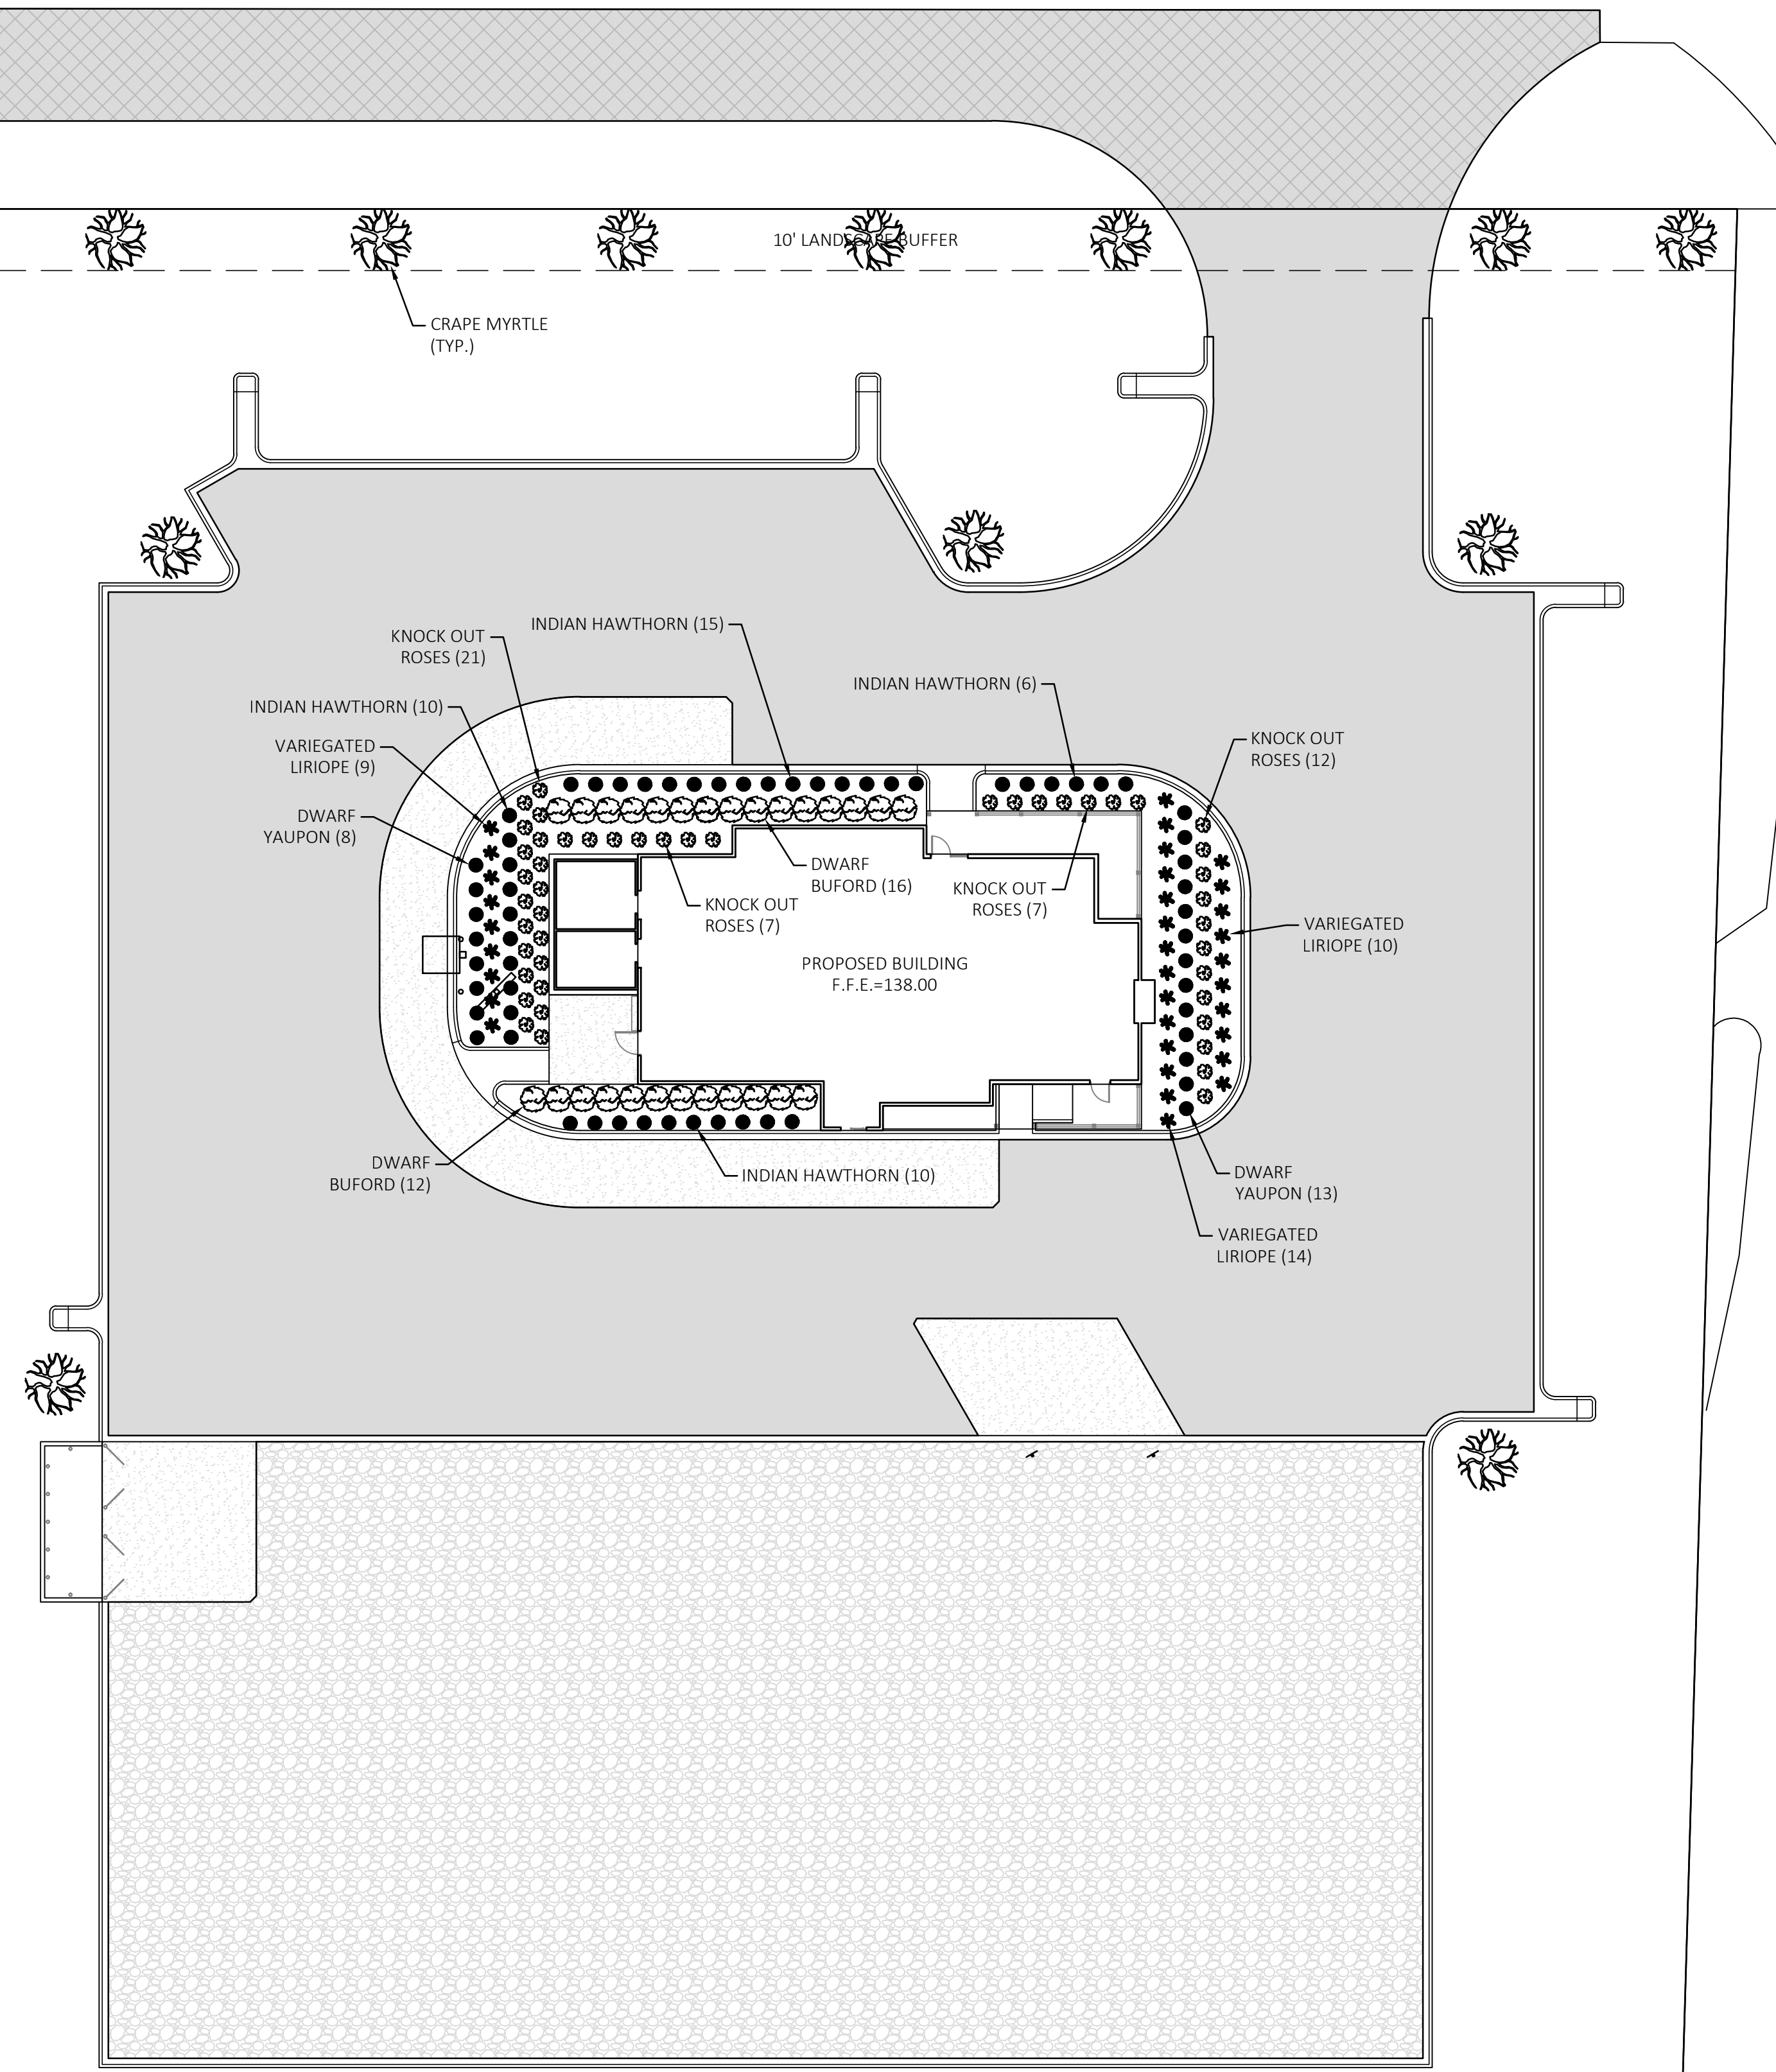 10' LANDSCAPE BUFFER
CRAPE MYRTLE
(TYP.)
INDIAN HAWTHORN (15)
KNOCK OUT
ROSES (21)
INDIAN HAWTHORN (6)
INDIAN HAWTHORN (10)
VARIEGATED
LIRIOPE (9)
KNOCK OUT
ROSES (12)
DWARF
YAUPON (8)
DWARF
BUFORD (16)
KNOCK OUT
ROSES (7)
KNOCK OUT
ROSES (7)
VARIEGATED
LIRIOPE (10)
PROPOSED BUILDING
F.F.E.=138.00
DWARF
BUFORD (12)
INDIAN HAWTHORN (10)
DWARF
YAUPON (13)
VARIEGATED
LIRIOPE (14)